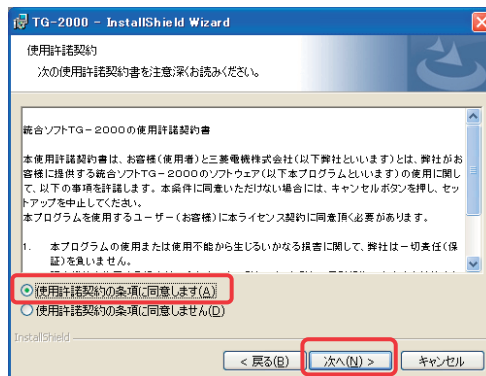 TG-2000 - InstallShield Wizard
使用許諾契約
次の使用許諾契約書を注意深くお読みください。
統合ソフトTG－2000の使用許諾契約書
本使用許諾契約書は、お客様(使用者)と三菱電機株式会社(以下弊社といいます)とは、弊社がお
客様に提供する統合ソフトTG－2000のソフトウェア(以下本プログラムといいます)の使用に関し
て、以下の事項を許諾します。本条件に同意いただけない場合には、キャンセルボタンを押し、セッ
トアップを中止してください。
本プログラムを使用するユーザー(お客様)に本ライセンス契約に同意頂く必要があります。
1. 本プログラムの使用または使用不能から生じるいかなる損害に関して、弊社は一切責任(保
証)を負いません。
使用許諾契約の条項に同意します(A)
使用許諾契約の条項に同意しません(D)
InstallShield
< 戻る(B)
次へ(N) >
キャンセル